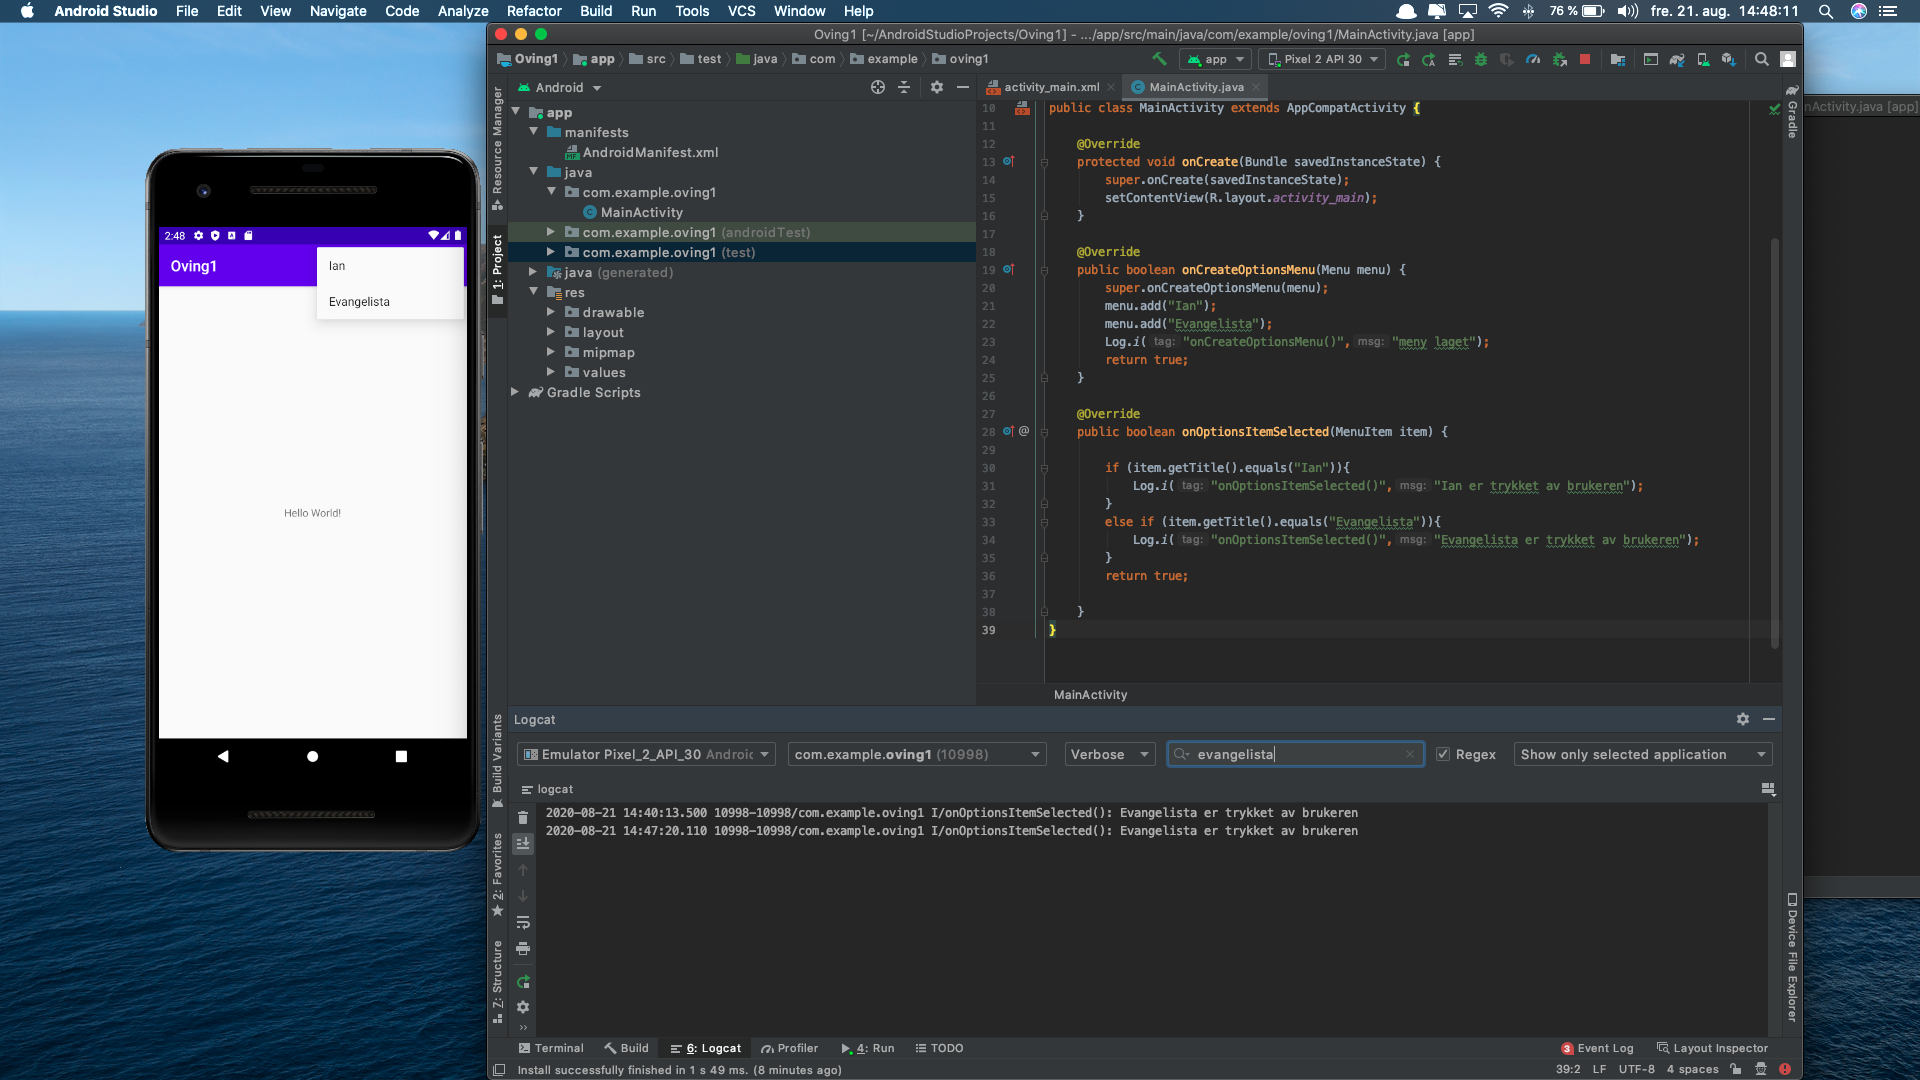 Android Studio File Edit View Navigate Code Analyze Refactor Build Run Tools VCS Window Help
76 % fre. 21. aug. 14:48:11
Oving1 [~/AndroidStudioProjects/Oving1] - .../app/src/main/java/com/example/oving1/MainActivity.java [app]
Oving1 app src test java com example oving1
app Pixel 2 API 30
Android
activity_main.xml MainActivity.java
nActivity.java [app]
Resource Manager
1: Project
Build Variants
2: Favorites
7: Structure
Gradle
Device File Explorer
app
manifests
AndroidManifest.xml
java
com.example.oving1
MainActivity
com.example.oving1 (androidTest)
com.example.oving1 (test)
java (generated)
res
drawable
layout
mipmap
values
Gradle Scripts
2:48
Oving1
Ian
Evangelista
Hello World!
10 public class MainActivity extends AppCompatActivity {
11
12 @Override
13 protected void onCreate(Bundle savedInstanceState) {
14 super.onCreate(savedInstanceState);
15 setContentView(R.layout.activity_main);
16 }
17
18 @Override
19 public boolean onCreateOptionsMenu(Menu menu) {
20 super.onCreateOptionsMenu(menu);
21 menu.add("Ian");
22 menu.add("Evangelista");
23 Log.i( tag: "onCreateOptionsMenu()", msg: "meny laget");
24 return true;
25 }
26
27 @Override
28 @ public boolean onOptionsItemSelected(MenuItem item) {
29
30 if (item.getTitle().equals("Ian")){
31 Log.i( tag: "onOptionsItemSelected()", msg: "Ian er trykket av brukeren");
32 }
33 else if (item.getTitle().equals("Evangelista")){
34 Log.i( tag: "onOptionsItemSelected()", msg: "Evangelista er trykket av brukeren");
35 }
36 return true;
37
38 }
39 }
MainActivity
Logcat
Emulator Pixel_2_API_30 Android com.example.oving1 (10998) Verbose evangelista Regex Show only selected application
logcat
2020-08-21 14:40:13.500 10998-10998/com.example.oving1 I/onOptionsItemSelected(): Evangelista er trykket av brukeren
2020-08-21 14:47:20.110 10998-10998/com.example.oving1 I/onOptionsItemSelected(): Evangelista er trykket av brukeren
Terminal Build 6: Logcat Profiler 4: Run TODO 3 Event Log Layout Inspector
Install successfully finished in 1 s 49 ms. (8 minutes ago) 39:2 LF UTF-8 4 spaces